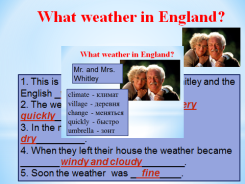 What weather in England?
What weather in England?
Mr. and Mrs.
Whitley
climate - климат
village - деревня
change - меняться
quickly - быстро
umbrella - зонт
1. This is hitley and the
English
2. The we ery
quickly
3. In the
dry
4. When they left their house the weather became
windy and cloudy
5. Soon the weather was fine.